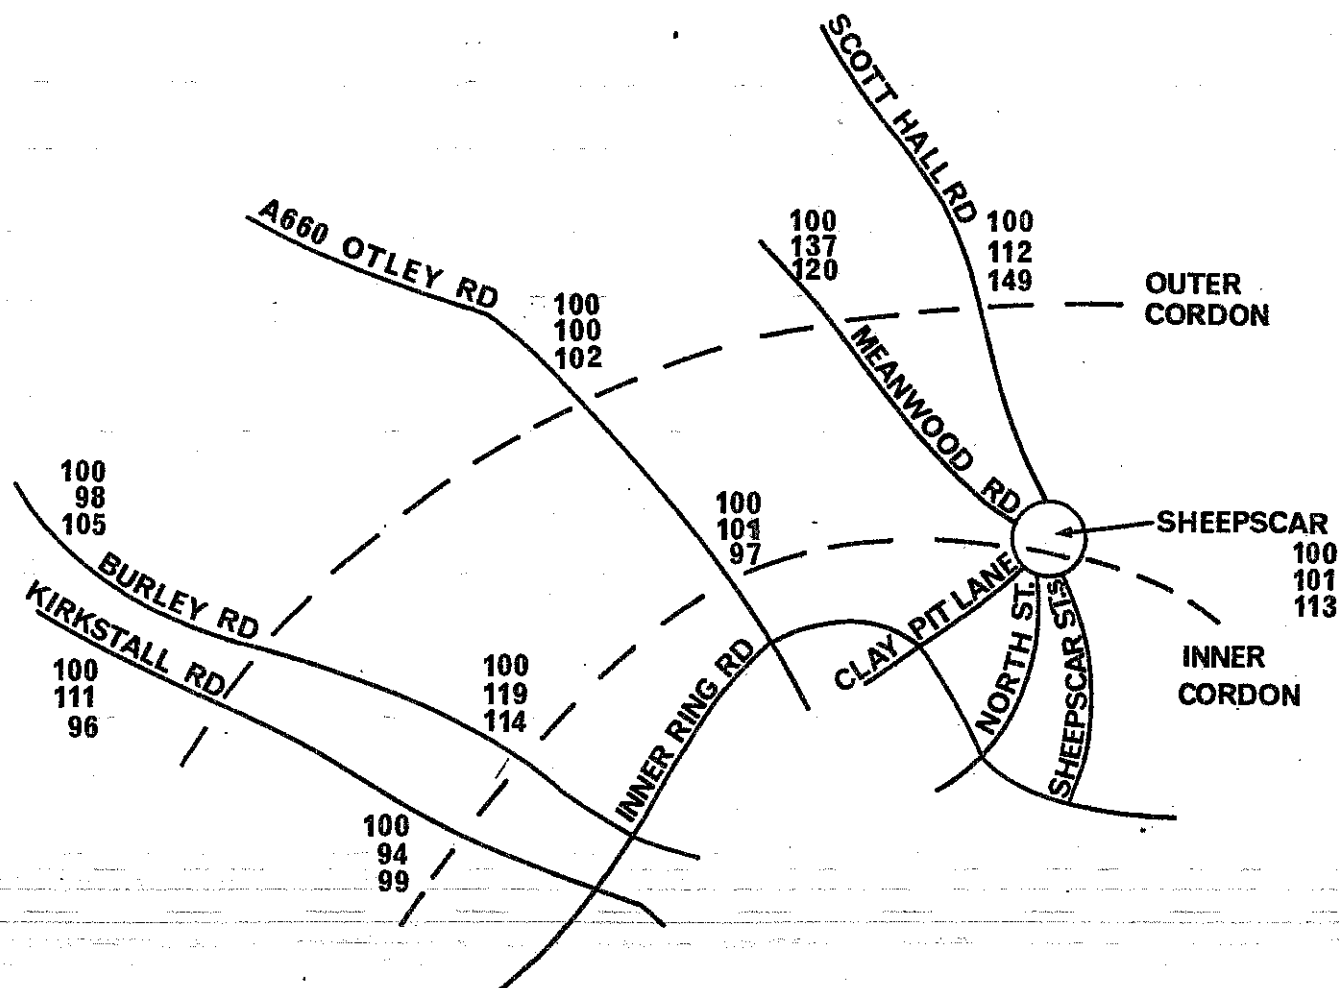 SCOTT HALL RD
100
112
149
100
137
120
A660 OTLEY RD
100
100
102
OUTER
CORDON
MEANWOOD RD
100
98
105
BURLEY RD
KIRKSTALL RD
100
111
96
100
101
97
SHEEPSCAR
100
101
113
CLAY PIT LANE
NORTH ST.
SHEEPSCAR ST.S
INNER
CORDON
INNER RING RD
100
119
114
100
94
99